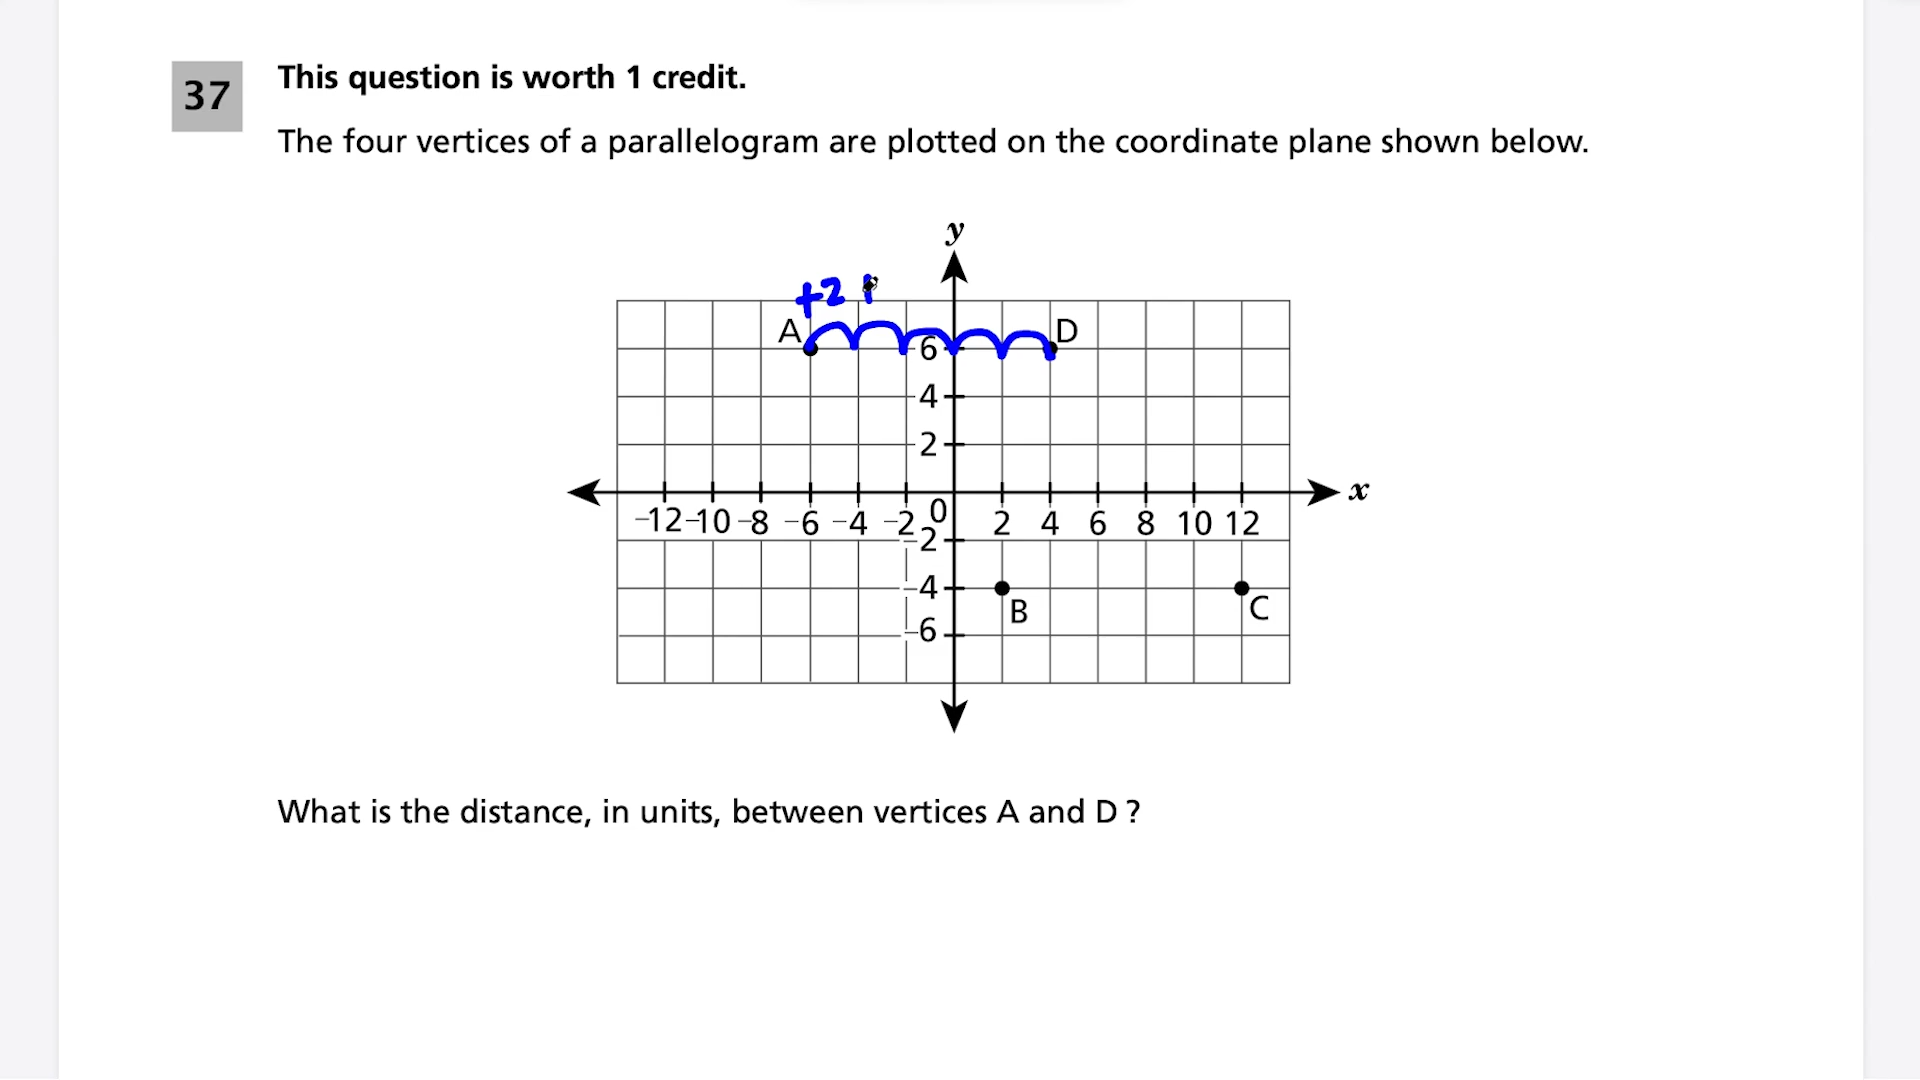 37
This question is worth 1 credit.
The four vertices of a parallelogram are plotted on the coordinate plane shown below.
y
+2
A
D
6
4
2
x
−12 −10 −8 −6 −4 −2 0 2 4 6 8 10 12
−2
−4
B
C
−6
What is the distance, in units, between vertices A and D ?